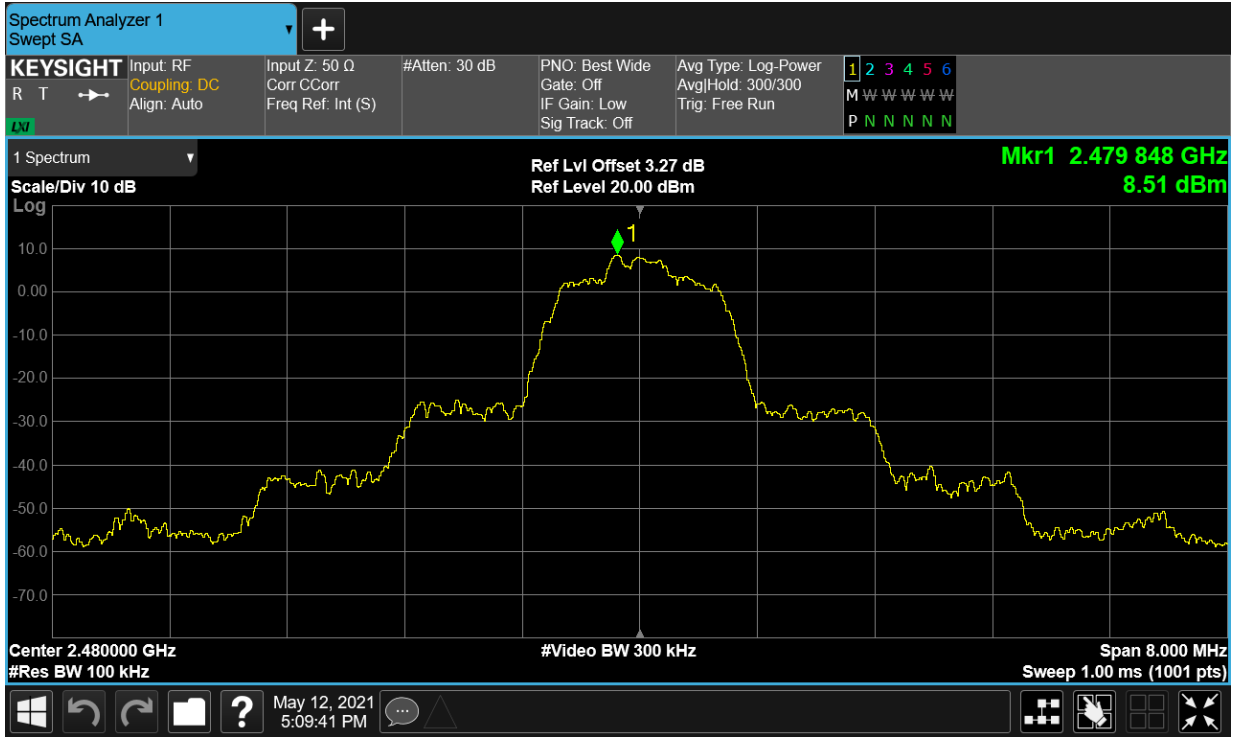 Spectrum Analyzer 1
Swept SA
+
KEYSIGHT
R T
LXI
Input: RF
Coupling: DC
Align: Auto
Input Z: 50 Ω
Corr CCorr
Freq Ref: Int (S)
#Atten: 30 dB
PNO: Best Wide
Gate: Off
IF Gain: Low
Sig Track: Off
Avg Type: Log-Power
Avg|Hold: 300/300
Trig: Free Run
1 2 3 4 5 6
M W W W W W
P N N N N N
1 Spectrum
Scale/Div 10 dB
Log
Ref Lvl Offset 3.27 dB
Ref Level 20.00 dBm
Mkr1 2.479 848 GHz
8.51 dBm
1
10.0
0.00
-10.0
-20.0
-30.0
-40.0
-50.0
-60.0
-70.0
Center 2.480000 GHz
#Res BW 100 kHz
#Video BW 300 kHz
Span 8.000 MHz
Sweep 1.00 ms (1001 pts)
?
May 12, 2021
5:09:41 PM